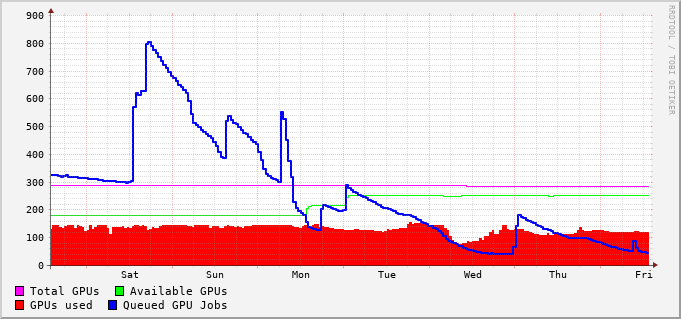 900
800
700
600
500
400
300
200
100
0
Sat Sun Mon Tue Wed Thu Fri
Total GPUs Available GPUs
GPUs used Queued GPU Jobs
RRDTOOL / TOBI OETIKER